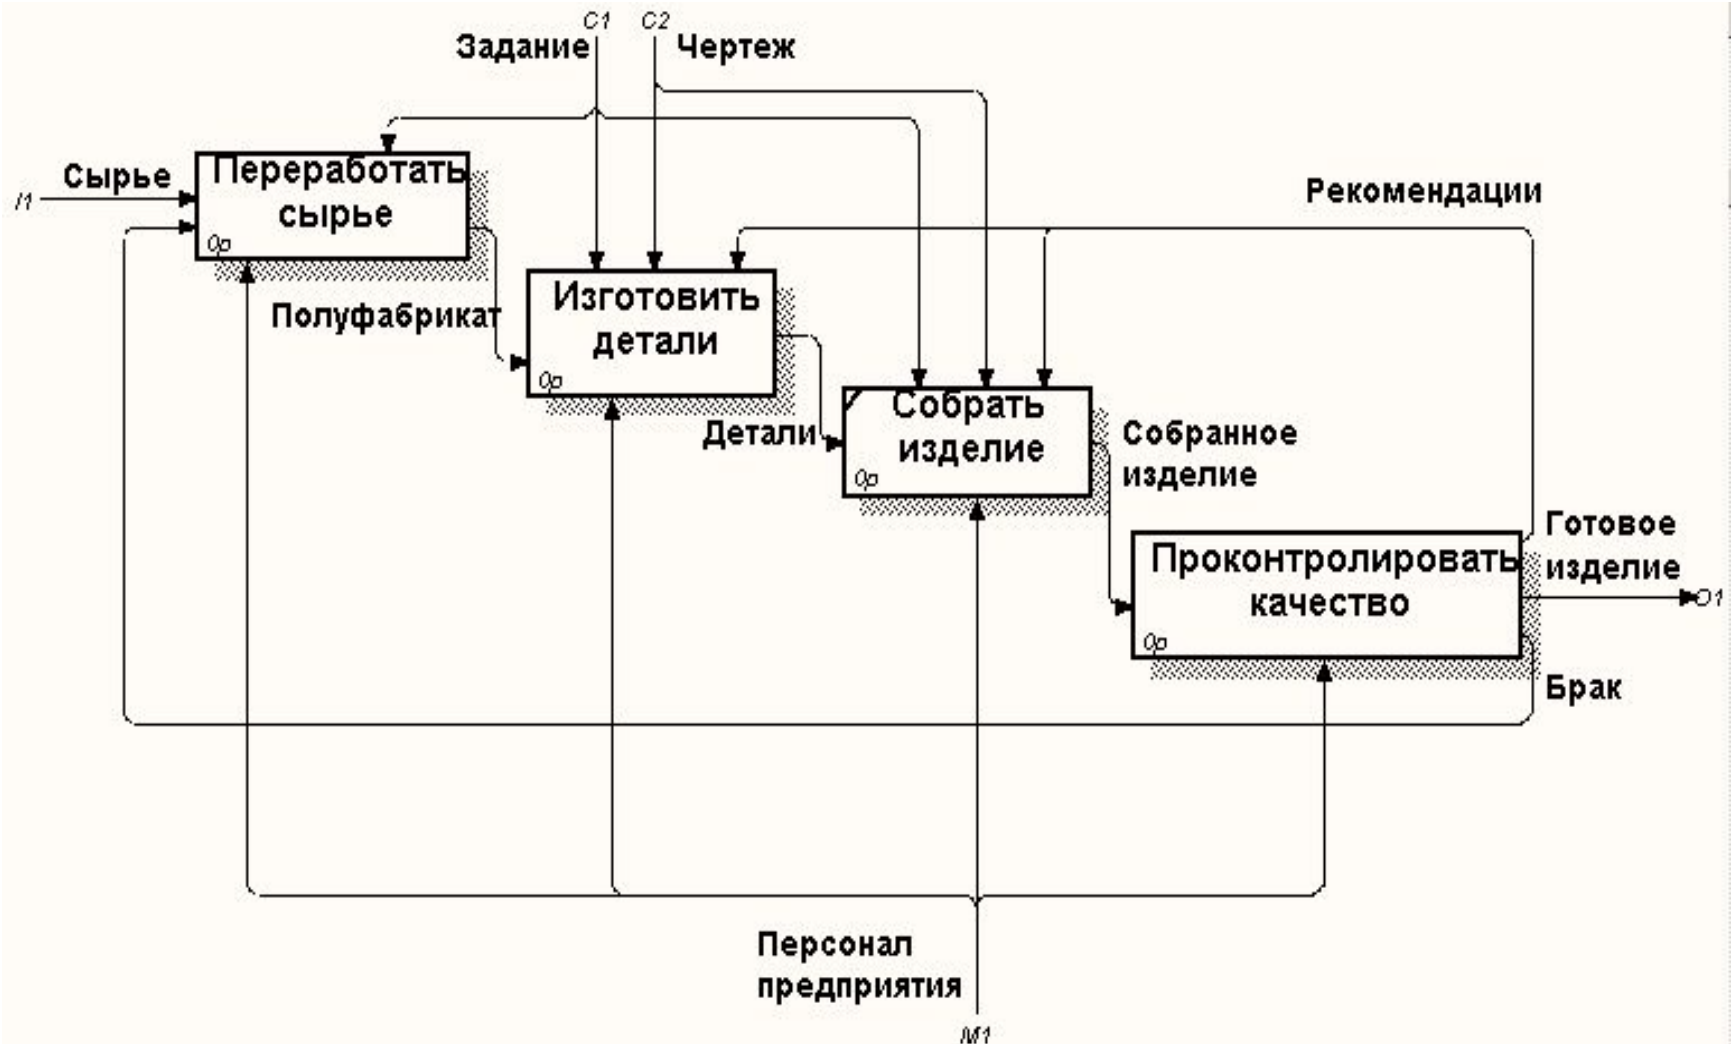 C1
C2
Задание
Чертеж
I1
Сырье
Переработать
сырье
0р
Рекомендации
Полуфабрикат
Изготовить
детали
0р
Детали
Собрать
изделие
0р
Собранное
изделие
Проконтролировать
качество
0р
Готовое
изделие
O1
Брак
Персонал
предприятия
M1